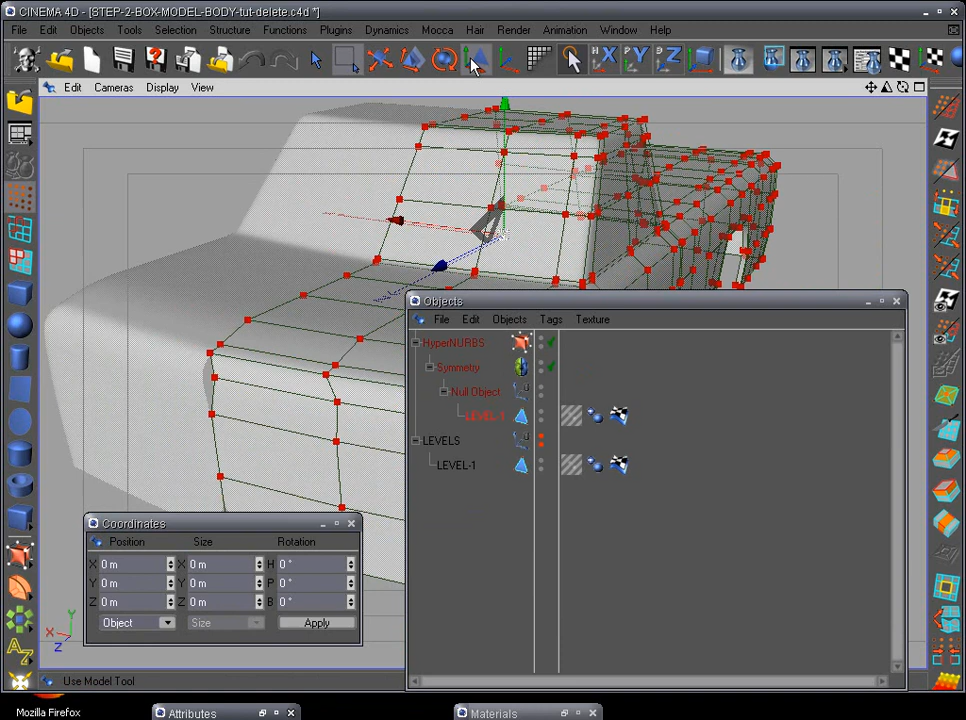 CINEMA 4D - [STEP-2-BOX-MODEL-BODY-tut-delete.c4d *]
File Edit Objects Tools Selection Structure Functions Plugins Dynamics Mocca Hair Render Animation Window Help
Edit Cameras Display View
Objects
File Edit Objects Tags Texture
HyperNURBS
Symmetry
Null Object
LEVEL-1
LEVELS
LEVEL-1
Coordinates
Position Size Rotation
X 0 m X 0 m H 0 °
Y 0 m Y 0 m P 0 °
Z 0 m Z 0 m B 0 °
Object Size Apply
X Y Z
Use Model Tool
Mozilla Firefox
Attributes
Materials